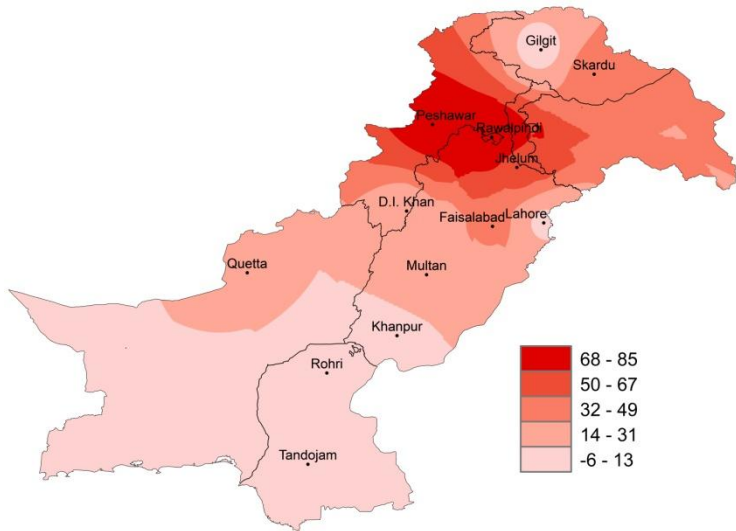 Gilgit
Skardu
Peshawar
Rawalpindi
Jhelum
D.I. Khan
Faisalabad
Lahore
Quetta
Multan
Khanpur
Rohri
Tandojam
68 - 85
50 - 67
32 - 49
14 - 31
-6 - 13